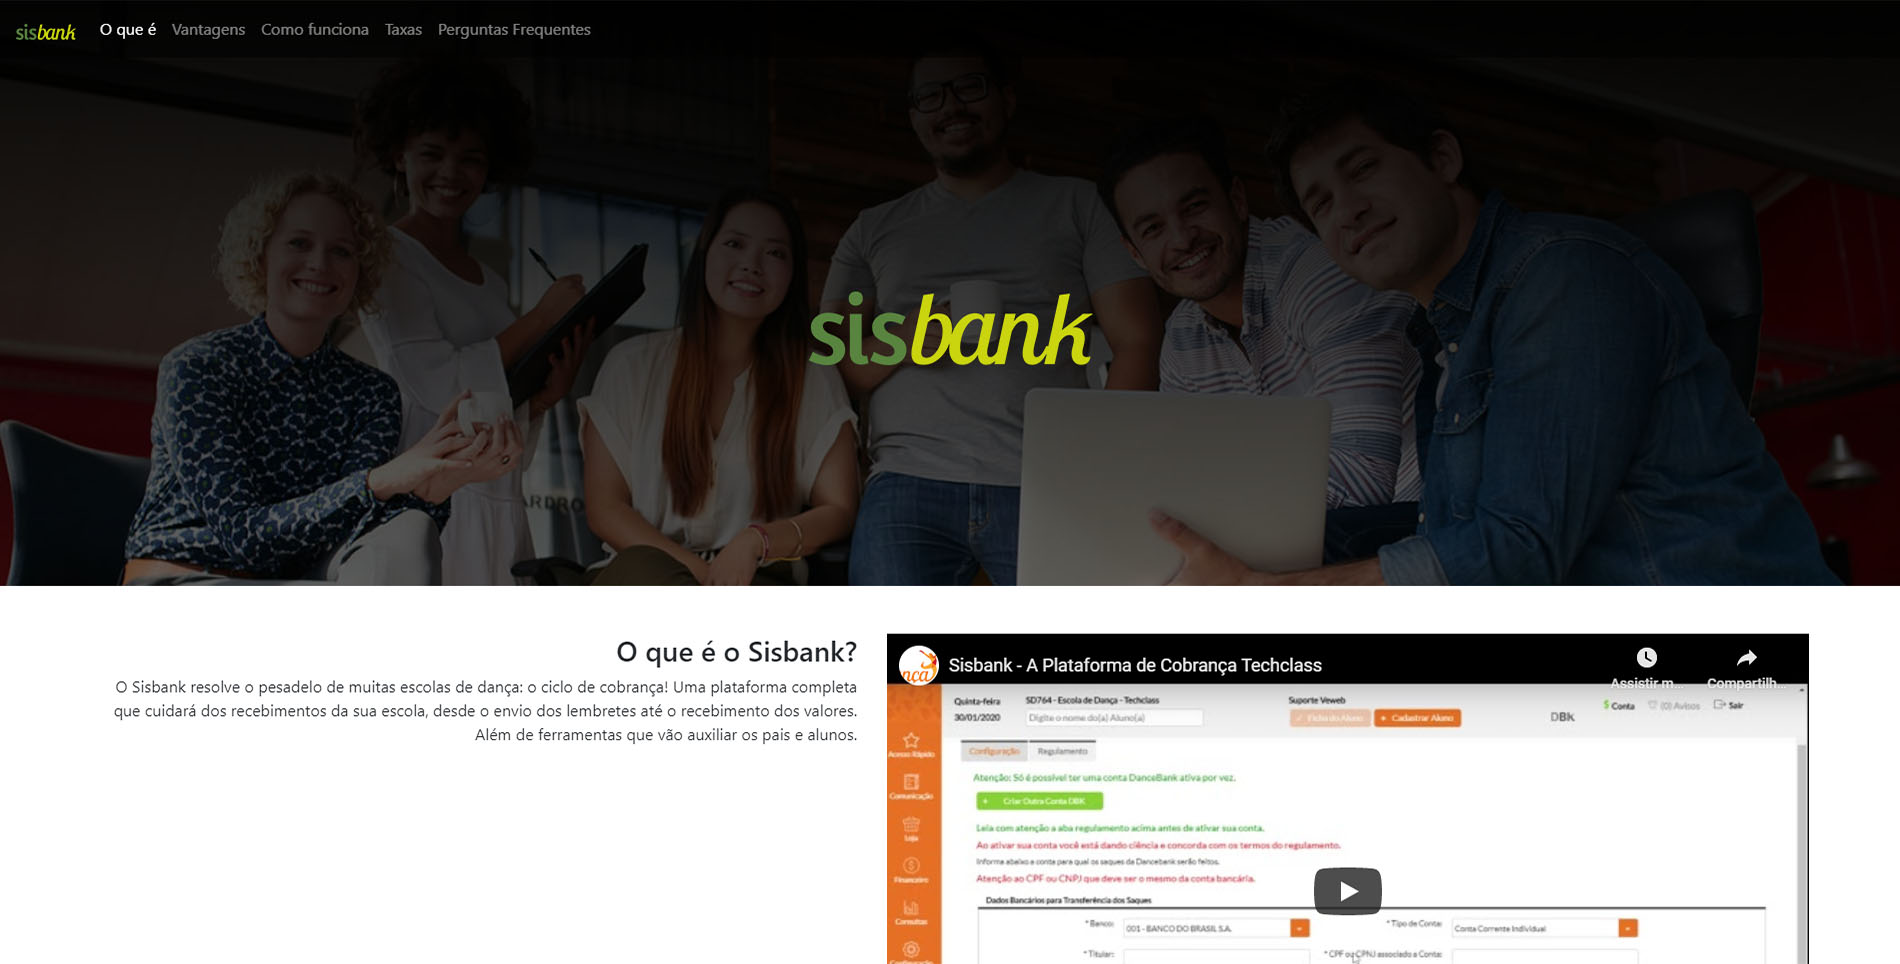 sisbank O que é Vantagens Como funciona Taxas Perguntas Frequentes
sisbank
ARDRO
O que é o Sisbank?
O Sisbank resolve o pesadelo de muitas escolas de dança: o ciclo de cobrança! Uma plataforma completa
que cuidará dos recebimentos da sua escola, desde o envio dos lembretes até o recebimento dos valores.
Além de ferramentas que vão auxiliar os pais e alunos.
nça
Sisbank - A Plataforma de Cobrança Techclass
Assistir m... Compartilh...
Quinta-feira SD764 - Escola de Dança - Techclass Suporte Veweb
30/01/2020 Digite o nome do(a) Aluno(a) Ficha do Aluno + Cadastrar Aluno DBK $ Conta (0) Avisos Sair
Acesso Rápido
Comunicação
Loja
Financeiro
Consultas
Configuração
Configuração Regulamento
Atenção: Só é possível ter uma conta DanceBank ativa por vez.
+ Criar Outra Conta DBK
Leia com atenção a aba regulamento acima antes de ativar sua conta.
Ao ativar sua conta você está dando ciência e concorda com os termos do regulamento.
Informa abaixo a conta para qual os saques da Dancebank serão feitos.
Atenção ao CPF ou CNPJ que deve ser o mesmo da conta bancária.
Dados Bancários para Transferência dos Saques
* Banco: 001 - BANCO DO BRASIL S.A. * Tipo de Conta: Conta Corrente Individual
* Titular: * CPF ou CPNJ associado a Conta: